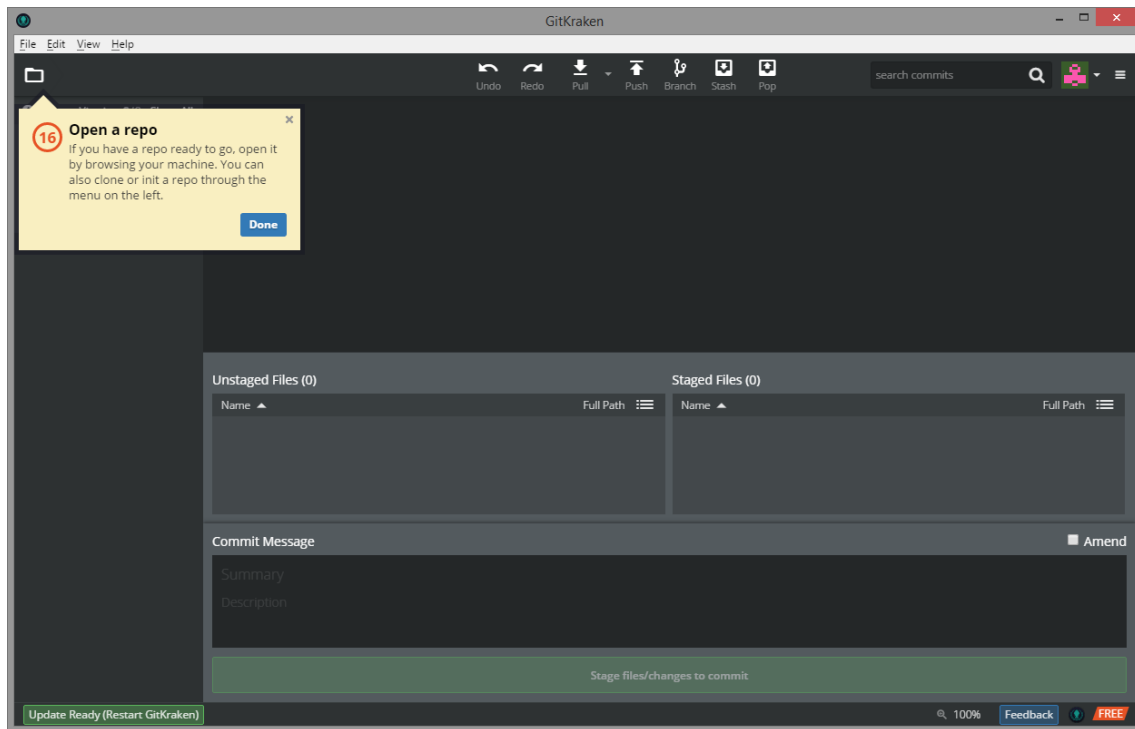 GitKraken
File Edit View Help
Undo Redo Pull Push Branch Stash Pop
search commits
16
Open a repo
If you have a repo ready to go, open it
by browsing your machine. You can
also clone or init a repo through the
menu on the left.
Done
Unstaged Files (0)
Name Full Path
Staged Files (0)
Name Full Path
Commit Message
Amend
Summary
Description
Stage files/changes to commit
Update Ready (Restart GitKraken)
100%
Feedback
FREE